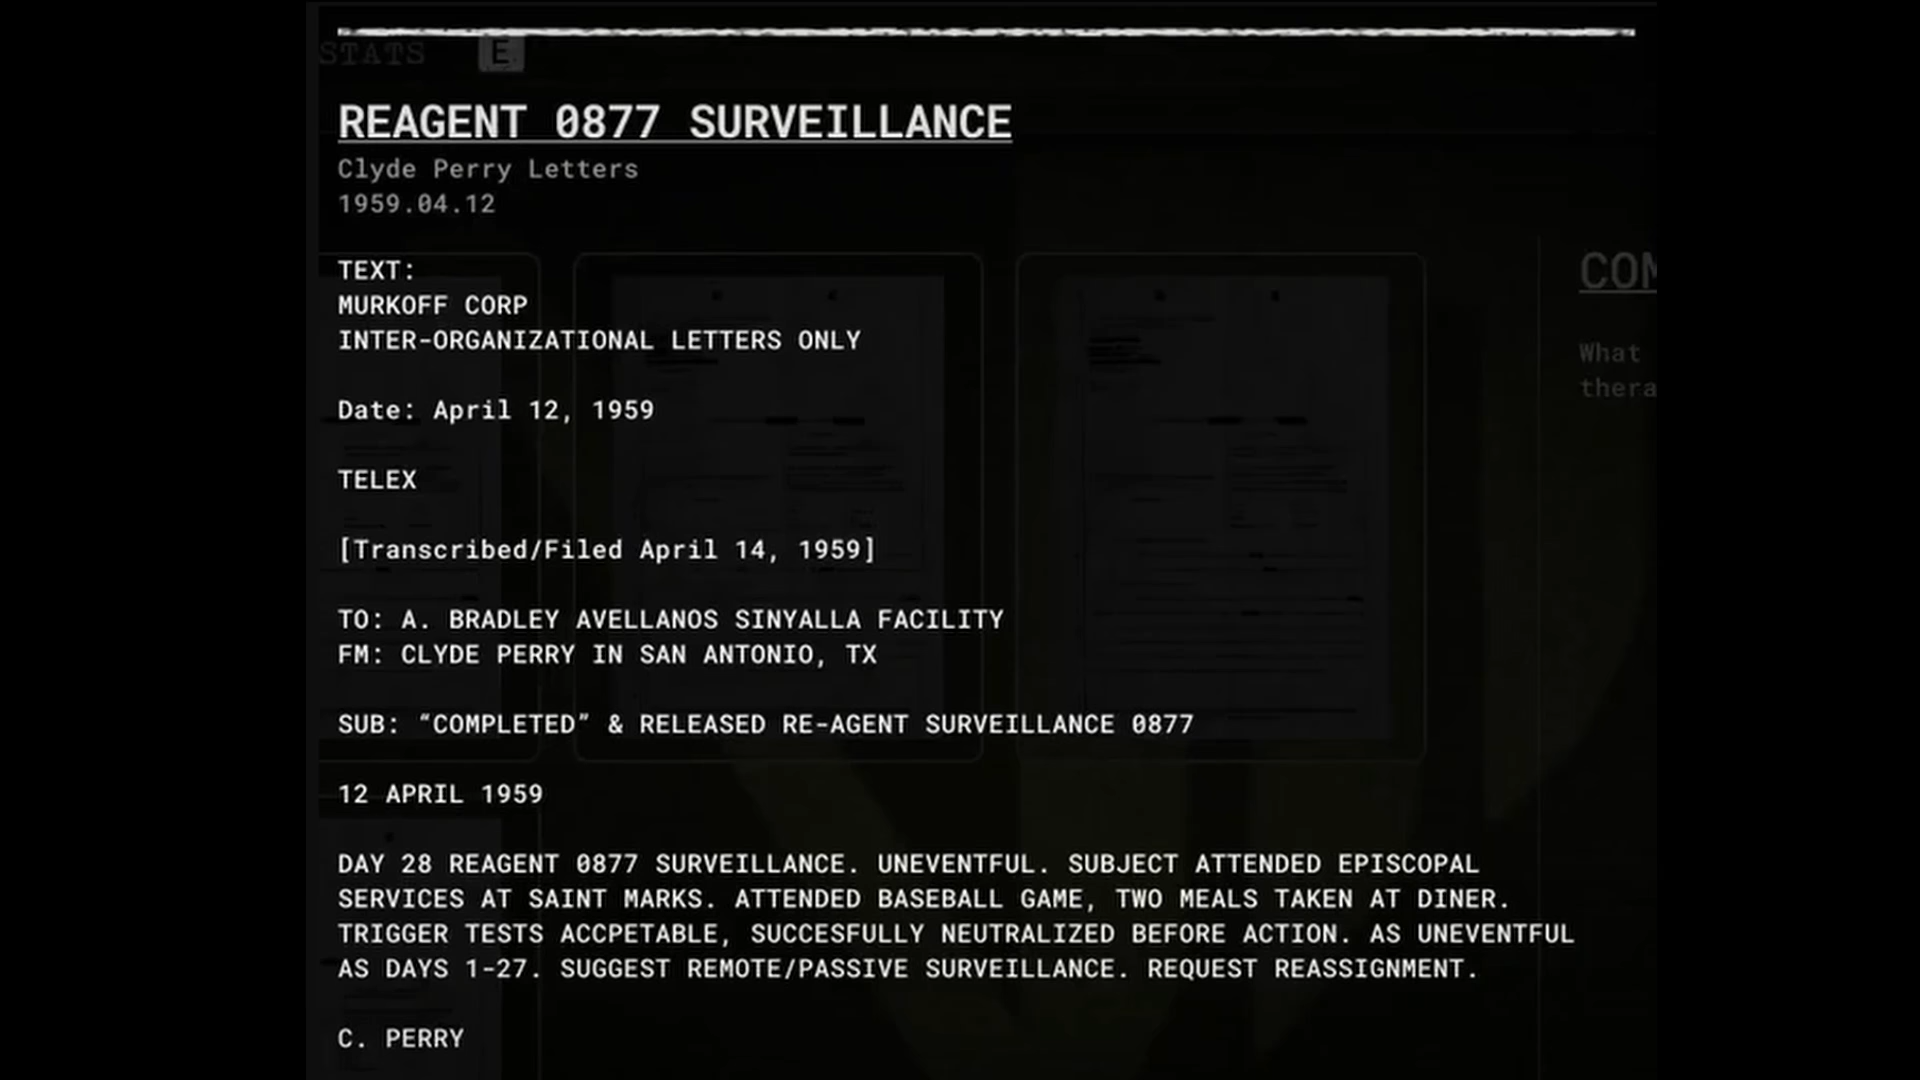 STATS E
REAGENT 0877 SURVEILLANCE
Clyde Perry Letters
1959.04.12
TEXT:
MURKOFF CORP
INTER-ORGANIZATIONAL LETTERS ONLY
Date: April 12, 1959
TELEX
[Transcribed/Filed April 14, 1959]
TO: A. BRADLEY AVELLANOS SINYALLA FACILITY
FM: CLYDE PERRY IN SAN ANTONIO, TX
SUB: “COMPLETED” & RELEASED RE-AGENT SURVEILLANCE 0877
12 APRIL 1959
DAY 28 REAGENT 0877 SURVEILLANCE. UNEVENTFUL. SUBJECT ATTENDED EPISCOPAL
SERVICES AT SAINT MARKS. ATTENDED BASEBALL GAME, TWO MEALS TAKEN AT DINER.
TRIGGER TESTS ACCPETABLE, SUCCESFULLY NEUTRALIZED BEFORE ACTION. AS UNEVENTFUL
AS DAYS 1-27. SUGGEST REMOTE/PASSIVE SURVEILLANCE. REQUEST REASSIGNMENT.
C. PERRY
COM
What
thera